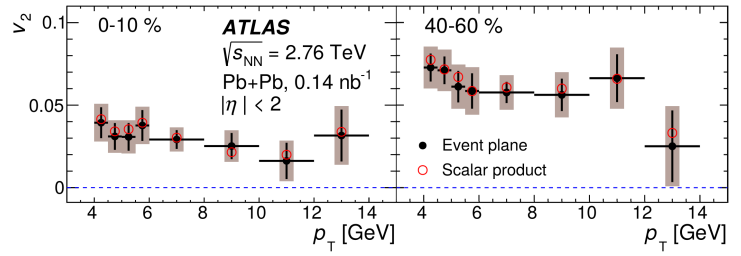 v₂
0.1
0.05
0
0-10 %
ATLAS
√sNN = 2.76 TeV
Pb+Pb, 0.14 nb⁻¹
|η| < 2
4 6 8 10 12 14
pT [GeV]
40-60 %
Event plane
Scalar product
4 6 8 10 12 14
pT [GeV]